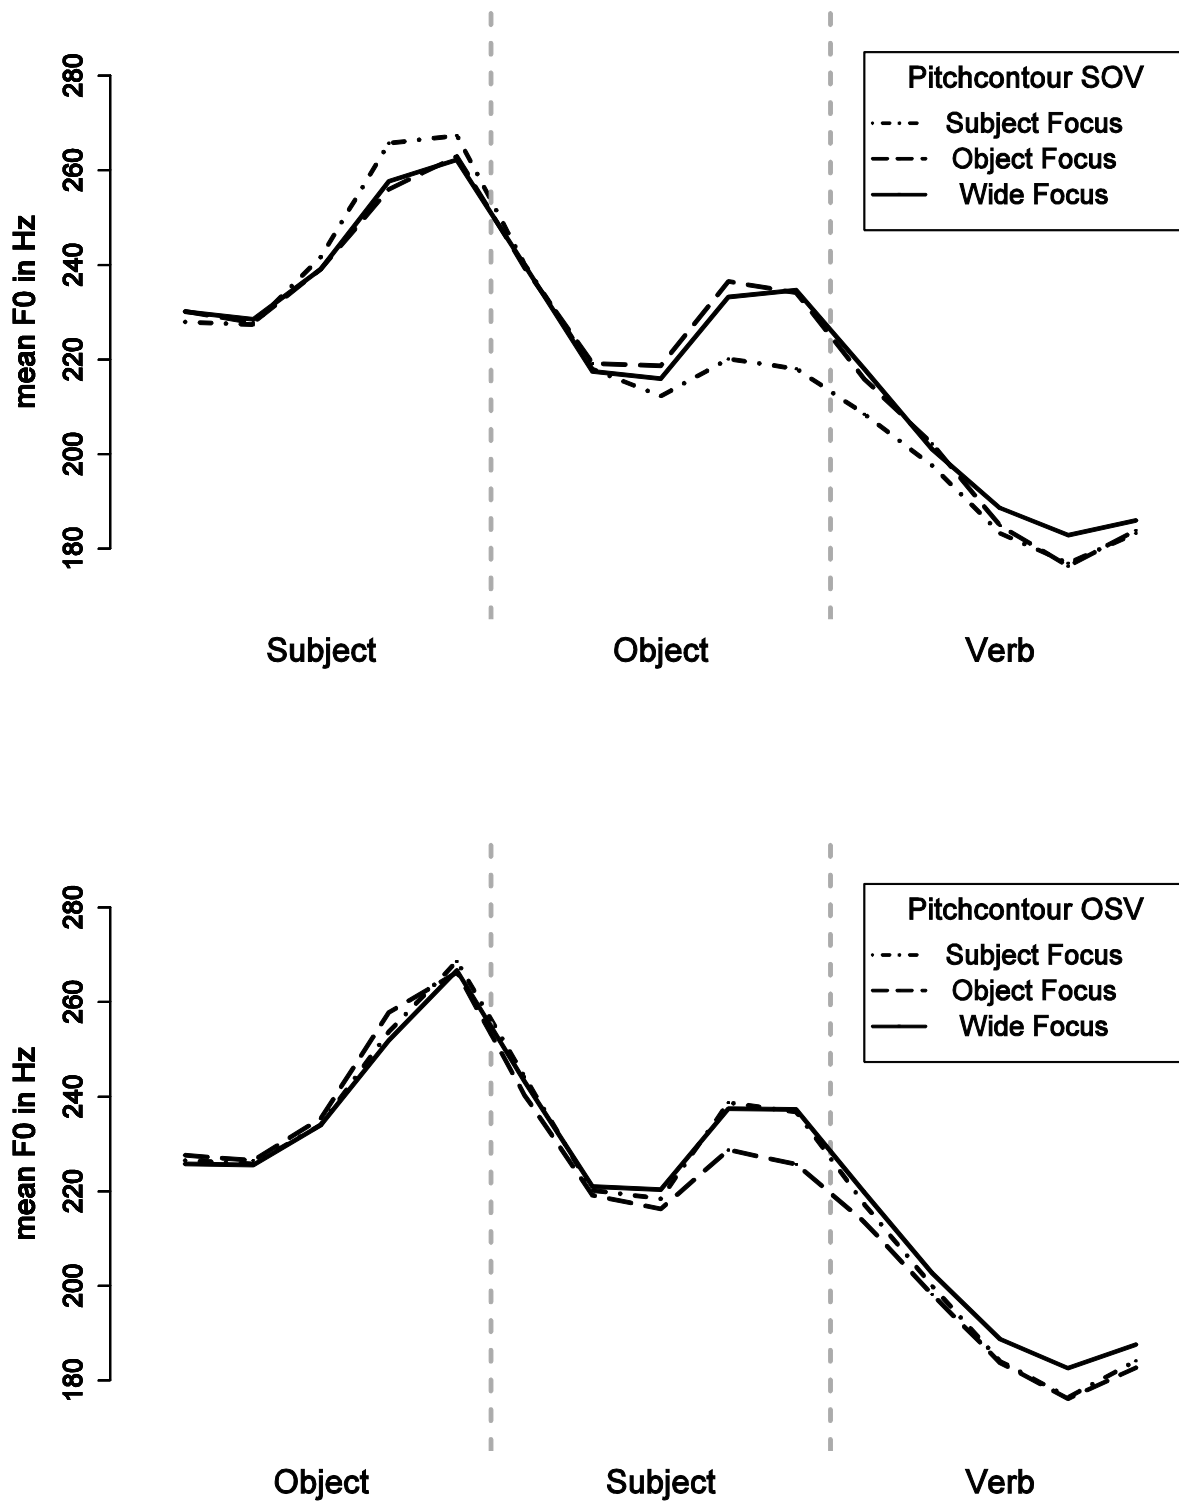 Pitchcontour SOV
Subject Focus
Object Focus
Wide Focus
mean F0 in Hz
280
260
240
220
200
180
Subject Object Verb
Pitchcontour OSV
Subject Focus
Object Focus
Wide Focus
mean F0 in Hz
280
260
240
220
200
180
Object Subject Verb